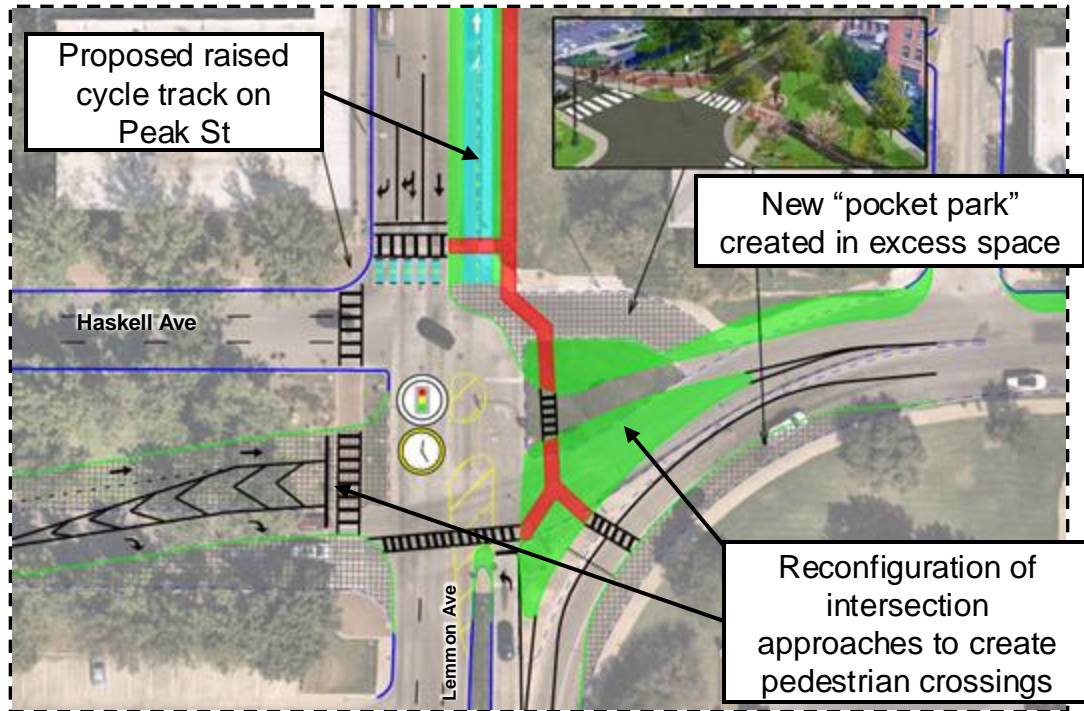 Proposed raised
cycle track on
Peak St
New “pocket park”
created in excess space
Haskell Ave
Lemmon Ave
Reconfiguration of
intersection
approaches to create
pedestrian crossings